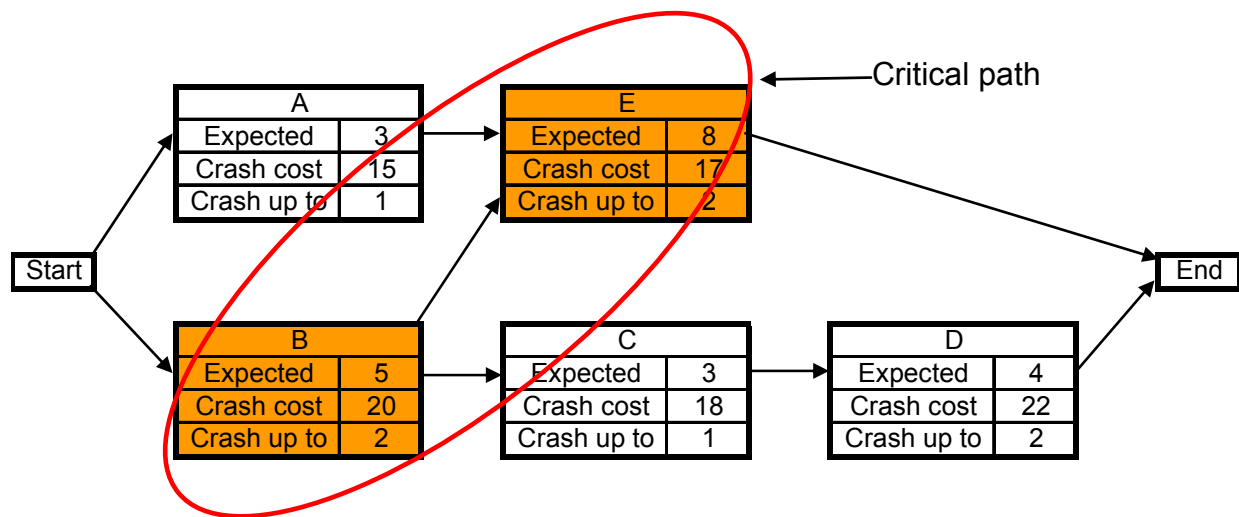 Critical path
A
Expected 3
Crash cost 15
Crash up to 1
E
Expected 8
Crash cost 17
Crash up to 2
Start
End
B
Expected 5
Crash cost 20
Crash up to 2
C
Expected 3
Crash cost 18
Crash up to 1
D
Expected 4
Crash cost 22
Crash up to 2